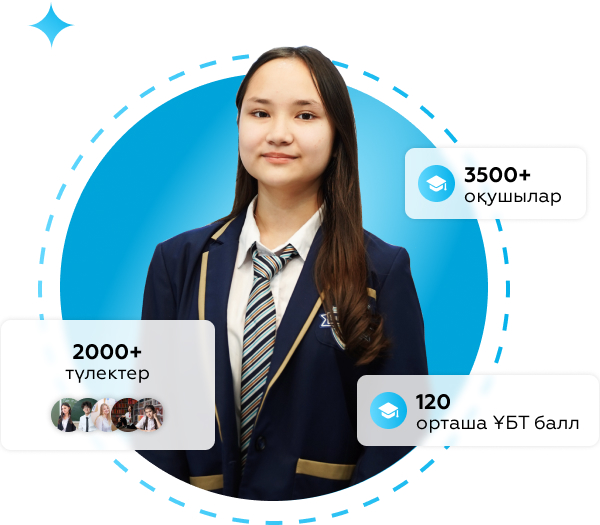 3500+
оқушылар
2000+
түлектер
120
орташа ҰБТ балл